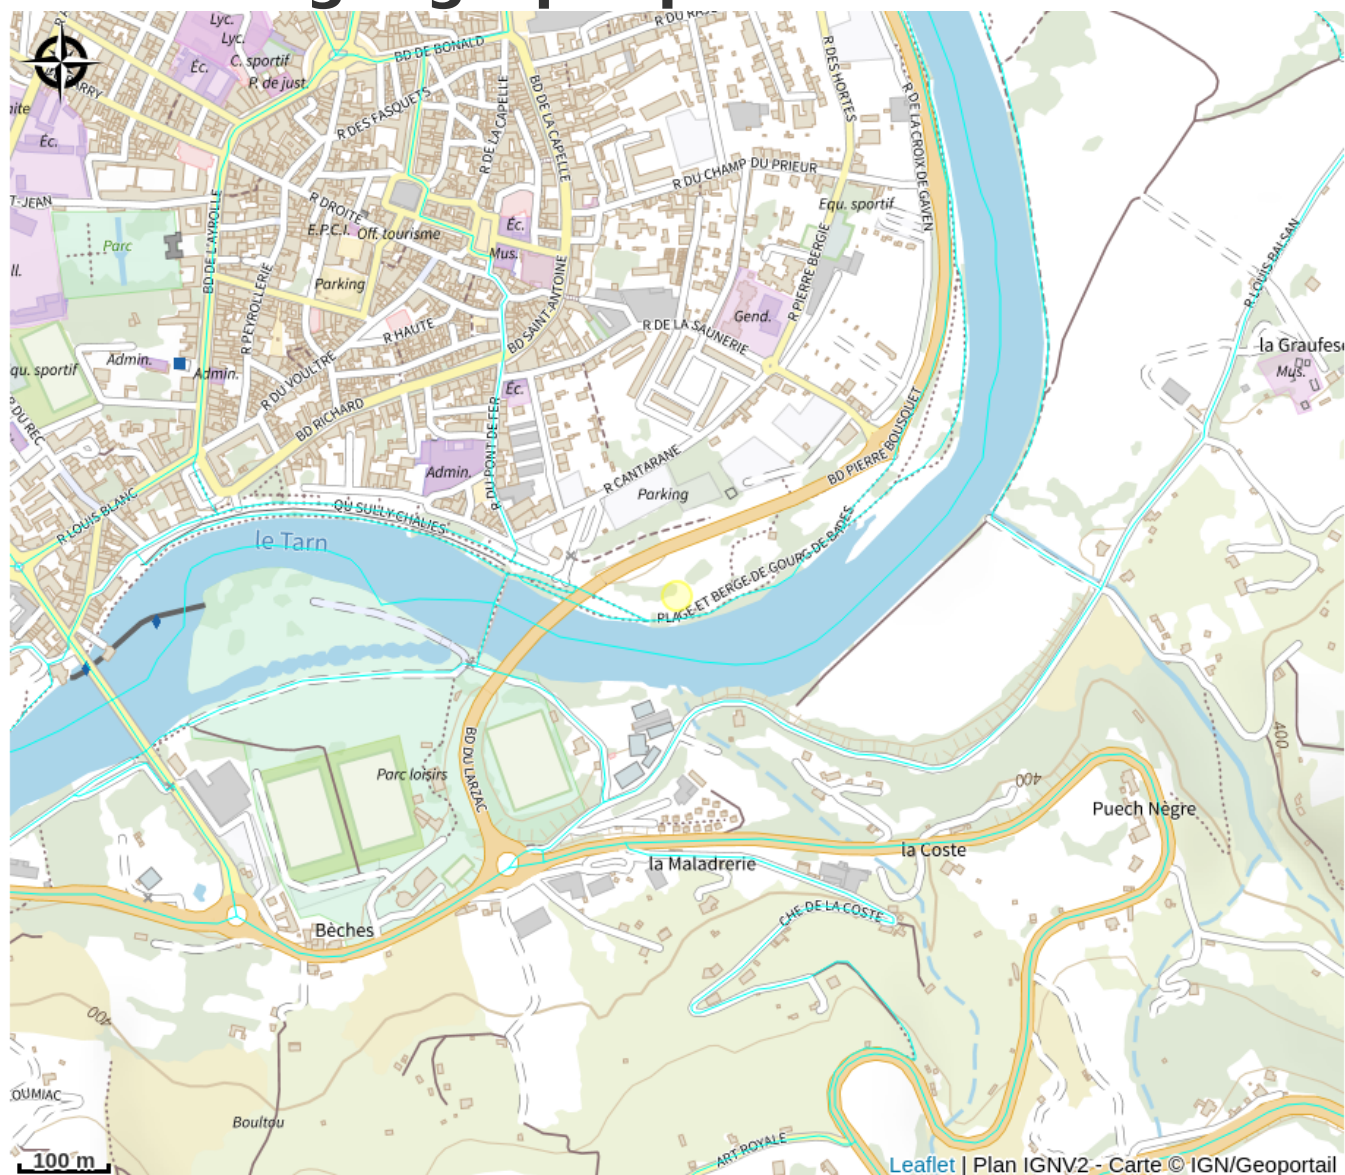 Lyc.
R DU RAS
Lyc.
BD DE BONALD
C. sportif
Éc.
P. de just.
R DES HORTES
BARRY
BD DE LA CAPELLE
R DE LA CAPELLE
R DES FASQUETS
R DE LA CROIX DE GAVEN
Éc.
R DU CHAMP DU PRIEUR
T-JEAN
R DROITE
Equ. sportif
E.P.C.I.
Off. tourisme
Éc.
Parc
BD DE L'AYROLLE
Mus.
R LOUIS BALSAN
ll.
Parking
R PIERRE BERGIE
R PEYROLLERIE
BD SAINT-ANTOINE
Gend.
R DE LA SAUNERIE
R HAUTE
la Graufese
Admin.
Mus.
qu. sportif
Admin.
R DU VOULTRE
Éc.
R DU REC
BD RICHARD
R DU PONT DE FER
BD PIERRE BOUSQUET
Admin.
R CANTARANE
Parking
R LOUIS BLANC
QU SULLY-CHALIES
le Tarn
PLAGE ET BERGE DE GOURG DE BADES
400
BD DU LARZAC
Parc loisirs
400
Puech Nègre
la Maladrerie
la Coste
CHE DE LA COSTE
Bèches
400
OUMIAC
Boultou
ART ROYALE
100 m
Leaflet | Plan IGNV2 - Carte © IGN/Geoportail